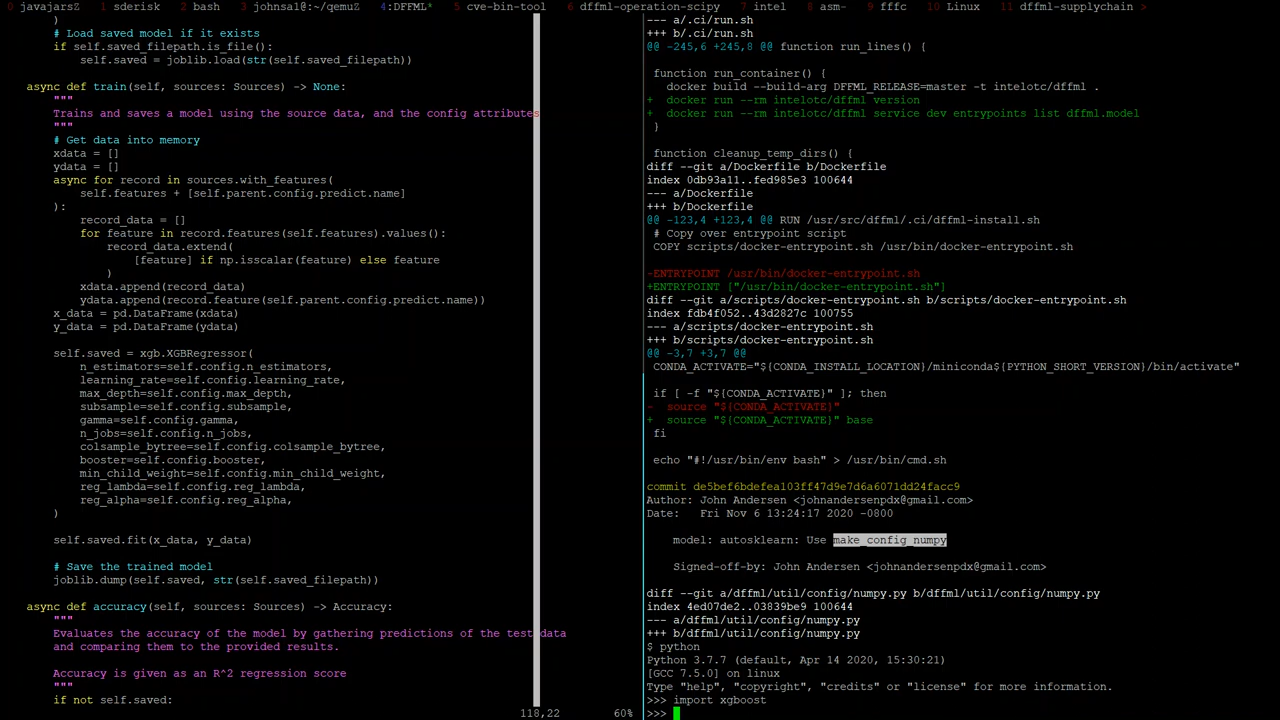 0 javajarsZ 1 sderisk 2 bash 3 johnsal@:~/qemuZ 4:DFFML* 5 cve-bin-tool 6 dffml-operation-scipy 7 intel 8 asm- 9 fffc 10 Linux 11 dffml-supplychain >
# Load saved model if it exists
if self.saved_filepath.is_file():
self.saved = joblib.load(str(self.saved_filepath))
async def train(self, sources: Sources) -> None:
"""
Trains and saves a model using the source data, and the config attributes
"""
# Get data into memory
xdata = []
ydata = []
async for record in sources.with_features(
self.features + [self.parent.config.predict.name]
):
record_data = []
for feature in record.features(self.features).values():
record_data.extend(
[feature] if np.isscalar(feature) else feature
)
xdata.append(record_data)
ydata.append(record.feature(self.parent.config.predict.name))
x_data = pd.DataFrame(xdata)
y_data = pd.DataFrame(ydata)
self.saved = xgb.XGBRegressor(
n_estimators=self.config.n_estimators,
learning_rate=self.config.learning_rate,
max_depth=self.config.max_depth,
subsample=self.config.subsample,
gamma=self.config.gamma,
n_jobs=self.config.n_jobs,
colsample_bytree=self.config.colsample_bytree,
booster=self.config.booster,
min_child_weight=self.config.min_child_weight,
reg_lambda=self.config.reg_lambda,
reg_alpha=self.config.reg_alpha,
)
self.saved.fit(x_data, y_data)
# Save the trained model
joblib.dump(self.saved, str(self.saved_filepath))
async def accuracy(self, sources: Sources) -> Accuracy:
"""
Evaluates the accuracy of the model by gathering predictions of the test data
and comparing them to the provided results.
Accuracy is given as an R^2 regression score
"""
if not self.saved:
118,22 60%
--- a/.ci/run.sh
+++ b/.ci/run.sh
@@ -245,6 +245,8 @@ function run_lines() {
function run_container() {
docker build --build-arg DFFML_RELEASE=master -t intelotc/dffml .
+ docker run --rm intelotc/dffml version
+ docker run --rm intelotc/dffml service dev entrypoints list dffml.model
}
function cleanup_temp_dirs() {
diff --git a/Dockerfile b/Dockerfile
index 0db93a11..fed985e3 100644
--- a/Dockerfile
+++ b/Dockerfile
@@ -123,4 +123,4 @@ RUN /usr/src/dffml/.ci/dffml-install.sh
# Copy over entrypoint script
COPY scripts/docker-entrypoint.sh /usr/bin/docker-entrypoint.sh
-ENTRYPOINT /usr/bin/docker-entrypoint.sh
+ENTRYPOINT ["/usr/bin/docker-entrypoint.sh"]
diff --git a/scripts/docker-entrypoint.sh b/scripts/docker-entrypoint.sh
index fdb4f052..43d2827c 100755
--- a/scripts/docker-entrypoint.sh
+++ b/scripts/docker-entrypoint.sh
@@ -3,7 +3,7 @@
CONDA_ACTIVATE="${CONDA_INSTALL_LOCATION}/miniconda${PYTHON_SHORT_VERSION}/bin/activate"
if [ -f "${CONDA_ACTIVATE}" ]; then
- source "${CONDA_ACTIVATE}"
+ source "${CONDA_ACTIVATE}" base
fi
echo "#!/usr/bin/env bash" > /usr/bin/cmd.sh
commit de5bef6bdefea103ff47d9e7d6a6071dd24facc9
Author: John Andersen <johnandersenpdx@gmail.com>
Date: Fri Nov 6 13:24:17 2020 -0800
model: autosklearn: Use make_config_numpy
Signed-off-by: John Andersen <johnandersenpdx@gmail.com>
diff --git a/dffml/util/config/numpy.py b/dffml/util/config/numpy.py
index 4ed07de2..03839be9 100644
--- a/dffml/util/config/numpy.py
+++ b/dffml/util/config/numpy.py
$ python
Python 3.7.7 (default, Apr 14 2020, 15:30:21)
[GCC 7.5.0] on linux
Type "help", "copyright", "credits" or "license" for more information.
>>> import xgboost
>>>